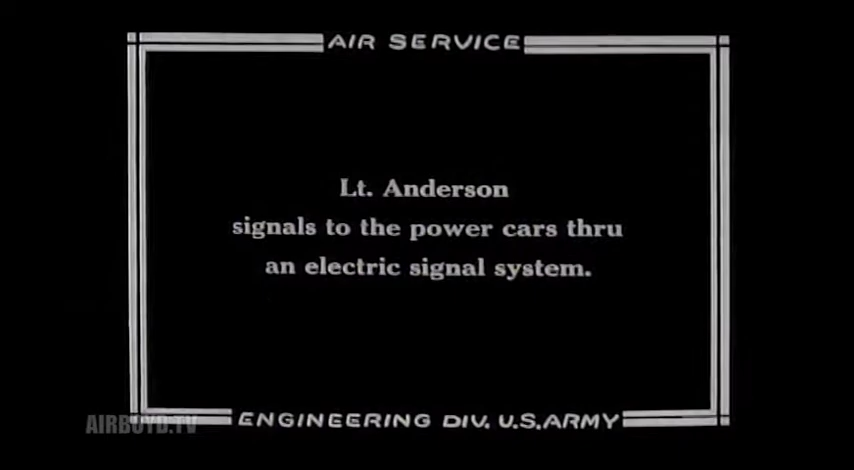 AIR SERVICE
Lt. Anderson
signals to the power cars thru
an electric signal system.
AIRBOYD.TV
ENGINEERING DIV. U.S. ARMY